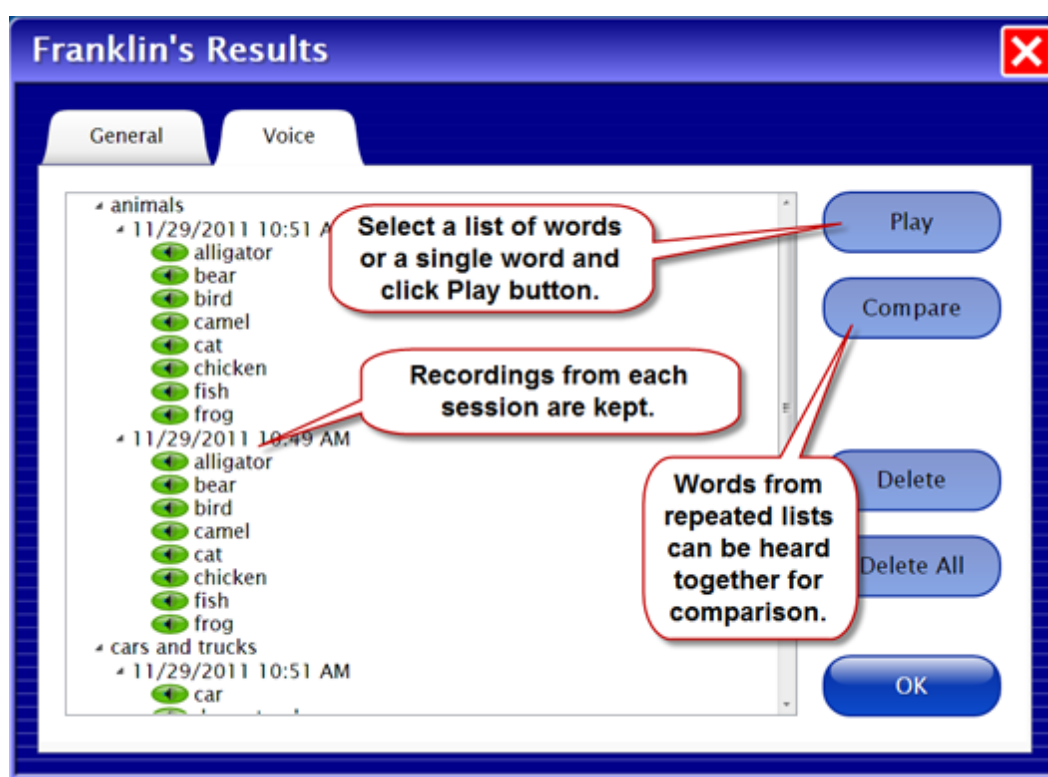 Franklin's Results
General
Voice
animals
11/29/2011 10:51 A
alligator
bear
bird
camel
cat
chicken
fish
frog
11/29/2011 10:49 AM
alligator
bear
bird
camel
cat
chicken
fish
frog
cars and trucks
11/29/2011 10:51 AM
car
Select a list of words
or a single word and
click Play button.
Recordings from each
session are kept.
Words from
repeated lists
can be heard
together for
comparison.
Play
Compare
Delete
Delete All
OK